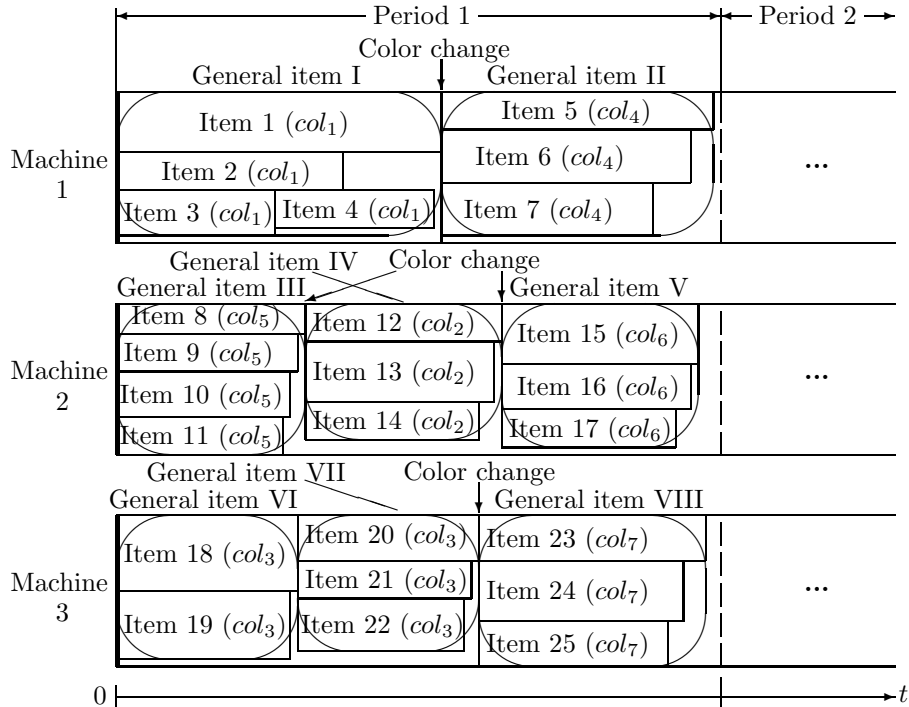 Period 1
Period 2
Color change
General item I
General item II
Item 1 (col₁)
Item 5 (col₄)
Machine 1
Item 2 (col₁)
Item 6 (col₄)
...
Item 3 (col₁)
Item 4 (col₁)
Item 7 (col₄)
General item IV
Color change
General item III
General item V
Item 8 (col₅)
Item 12 (col₂)
Item 15 (col₆)
Item 9 (col₅)
Machine 2
Item 13 (col₂)
...
Item 10 (col₅)
Item 16 (col₆)
Item 14 (col₂)
Item 17 (col₆)
Item 11 (col₅)
General item VII
Color change
General item VI
General item VIII
Item 20 (col₃)
Item 23 (col₇)
Item 18 (col₃)
Machine 3
Item 21 (col₃)
Item 24 (col₇)
...
Item 19 (col₃)
Item 22 (col₃)
Item 25 (col₇)
0
t